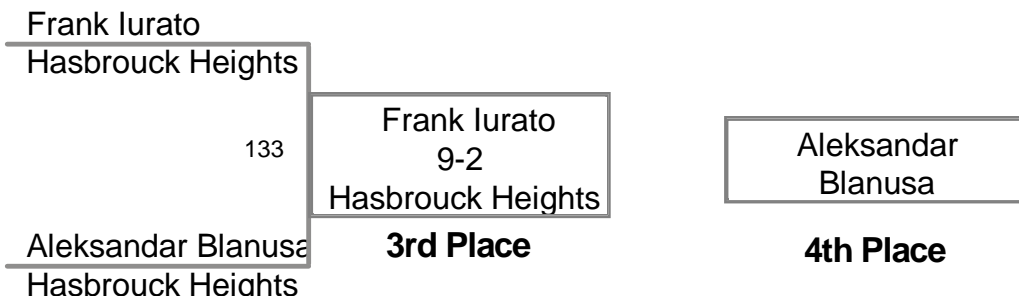 Frank Iurato
Hasbrouck Heights
133
Frank Iurato
9-2
Hasbrouck Heights
3rd Place
Aleksandar Blanusa
Hasbrouck Heights
Aleksandar
Blanusa
4th Place